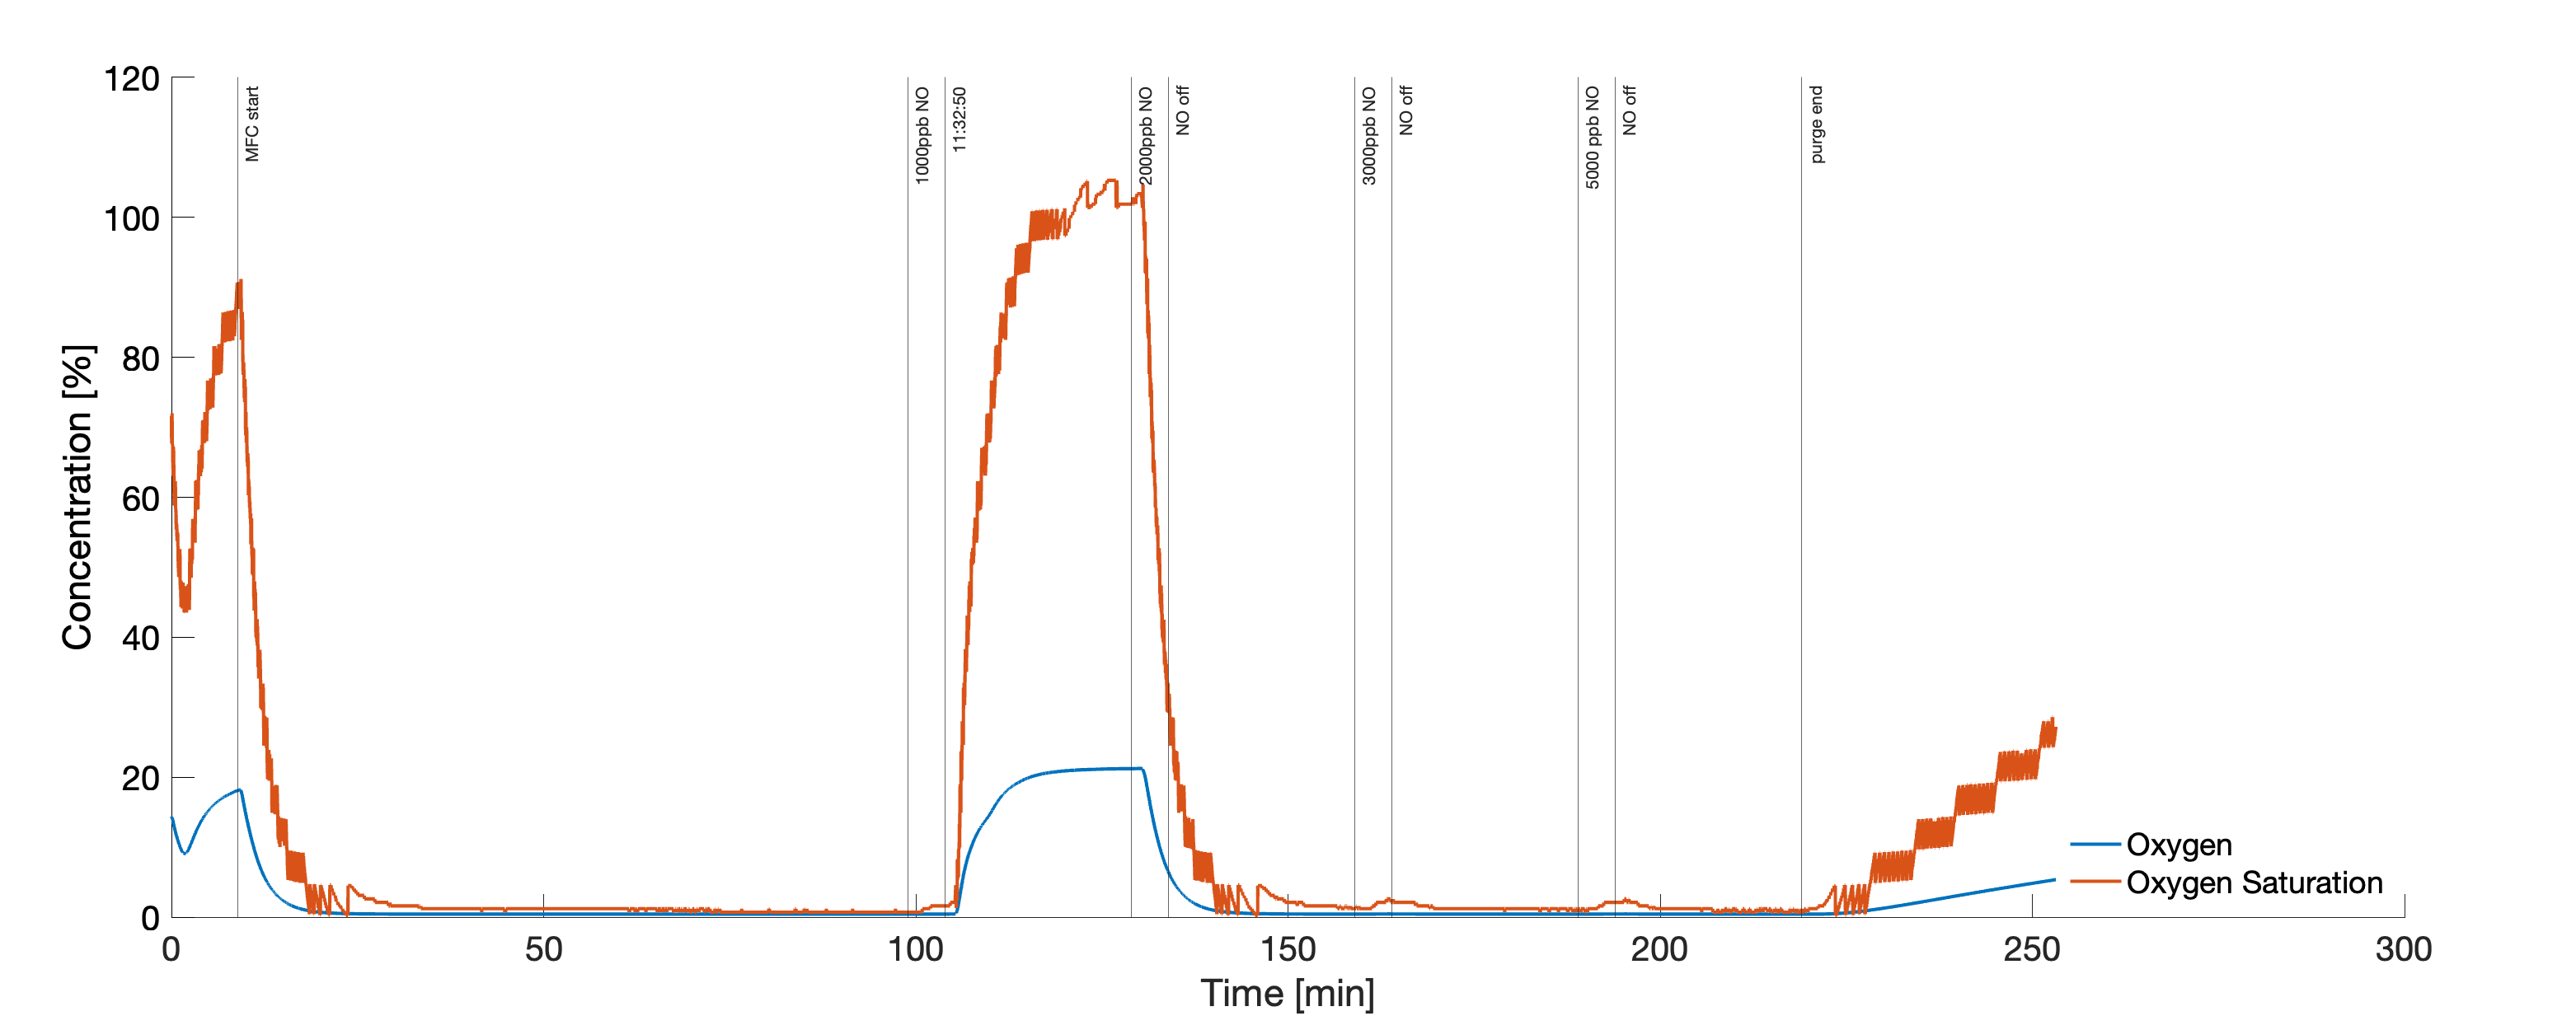 120
100
80
60
40
20
0
Concentration [%]
MFC start
1000ppb NO
11:32:50
2000ppb NO
NO off
3000ppb NO
NO off
5000 ppb NO
NO off
purge end
Oxygen
Oxygen Saturation
0 50 100 150 200 250 300
Time [min]